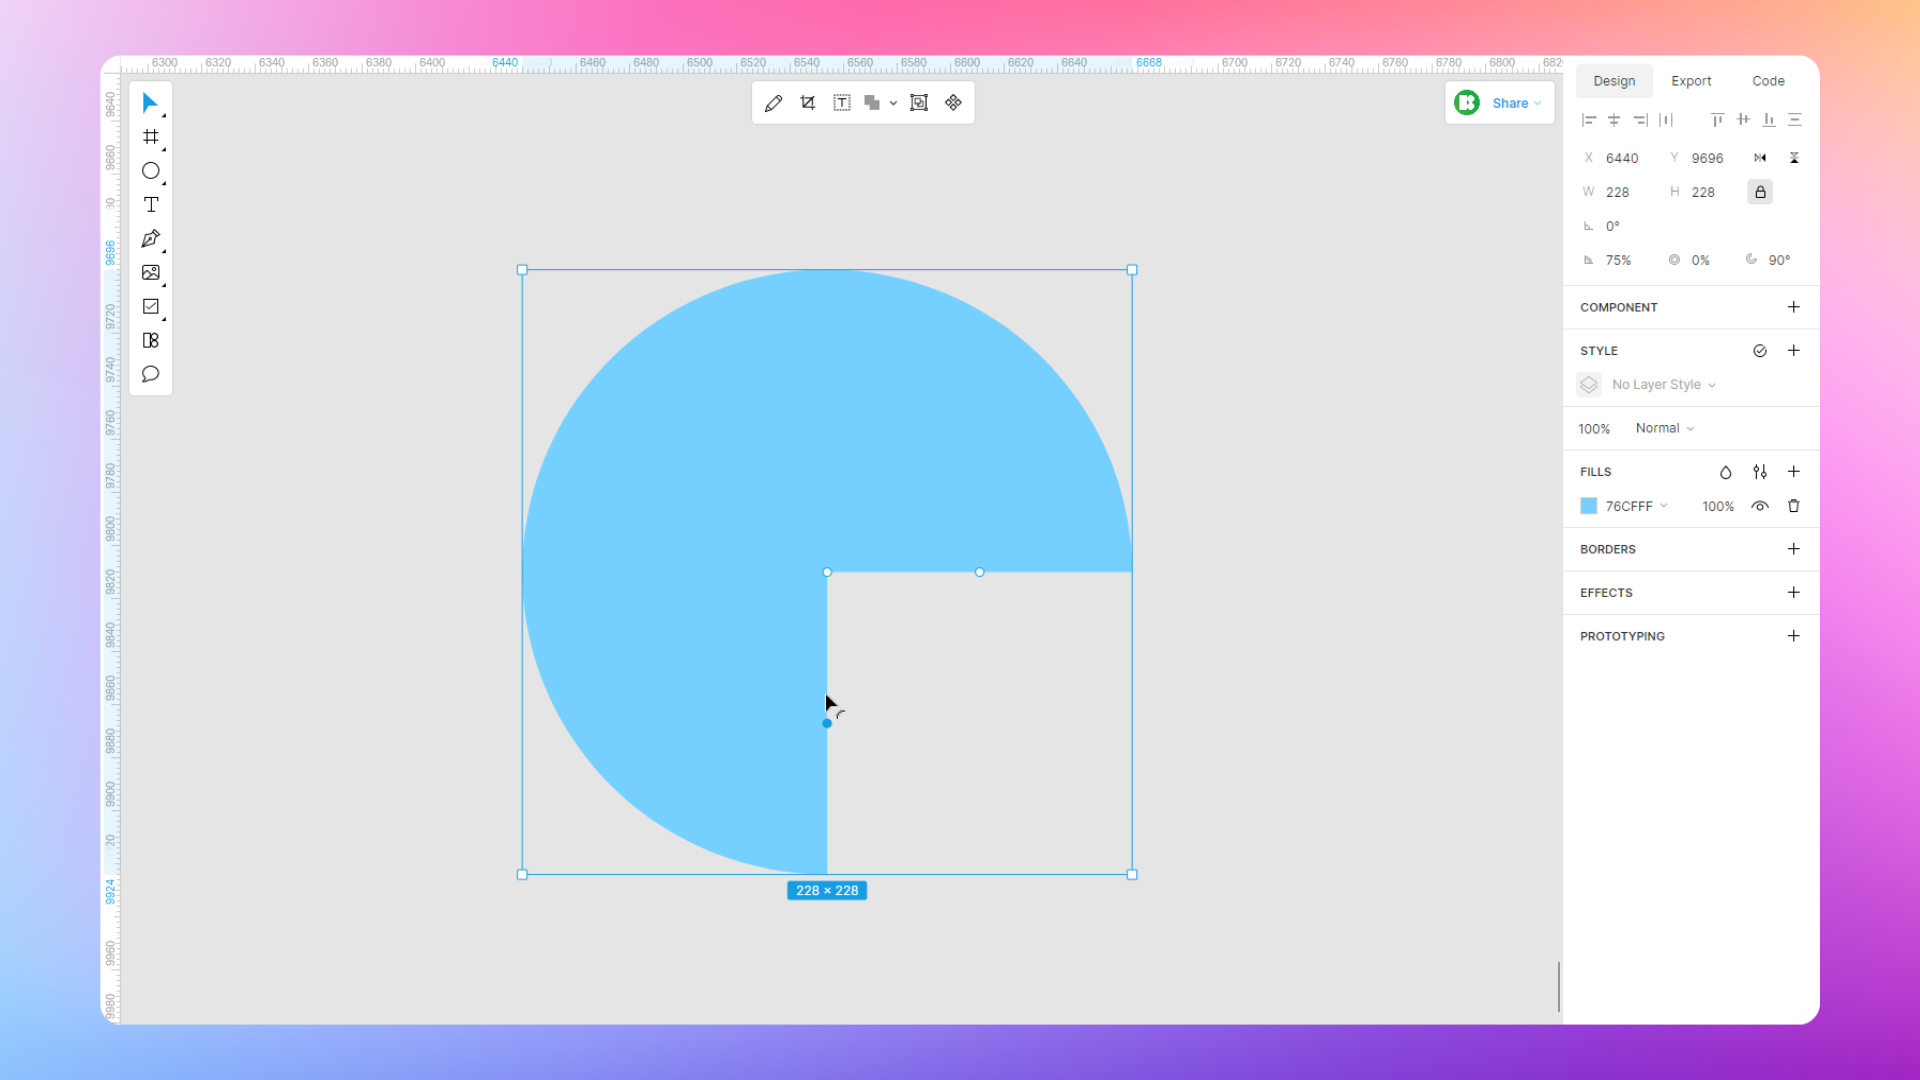 6300 6320 6340 6360 6380 6400 6440 6460 6480 6500 6520 6540 6560 6580 6600 6620 6640 6668 6700 6720 6740 6760 6780 6800
Design Export Code
Share
X 6440 Y 9696
W 228 H 228
0°
75% 0% 90°
COMPONENT
STYLE
No Layer Style
100% Normal
FILLS
76CFFF 100%
BORDERS
EFFECTS
PROTOTYPING
T
9640
9660
9696
9720
9740
9760
9780
9800
9820
9840
9860
9880
9900
9924
9960
9980
228 × 228